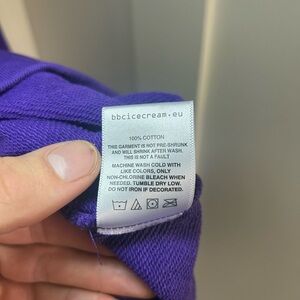 bbcicecream.eu
100% COTTON
THIS GARMENT IS NOT PRE-SHRUNK
AND WILL SHRINK AFTER WASH.
THIS IS NOT A FAULT
MACHINE WASH COLD WITH
LIKE COLORS, ONLY
NON-CHLORINE BLEACH WHEN
NEEDED. TUMBLE DRY LOW.
DO NOT IRON IF DECORATED.